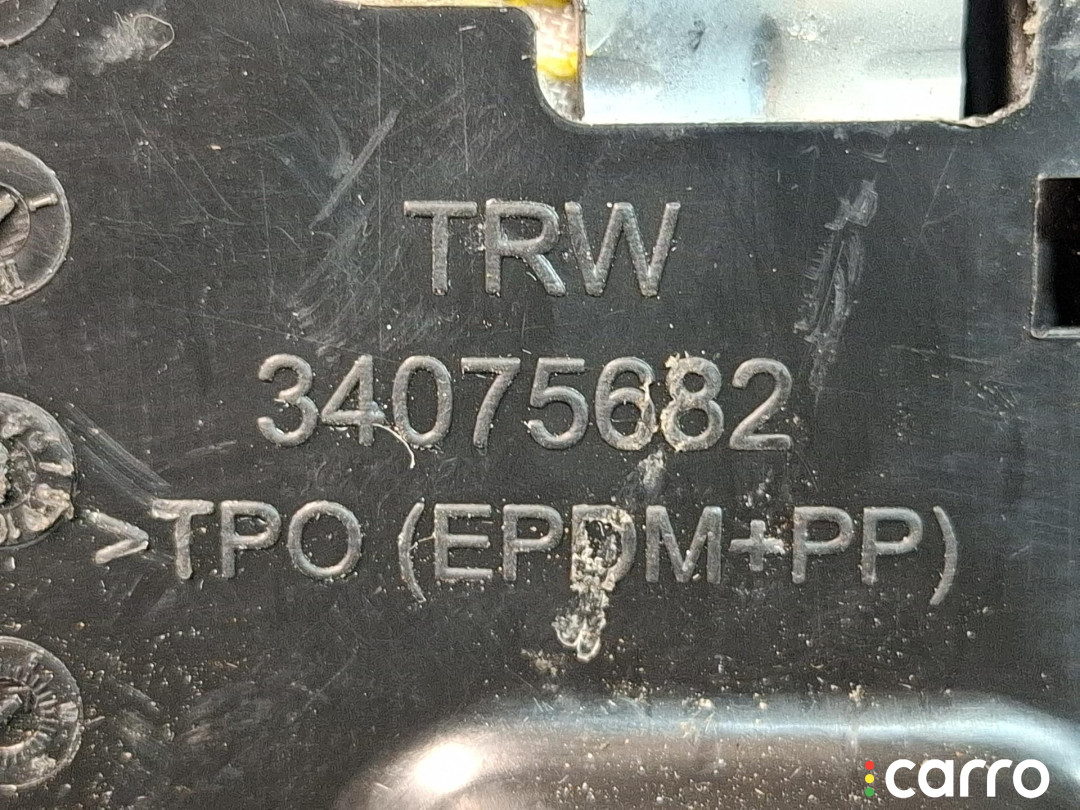 TRW
34075682
>TPO (EPDM+PP)
carro